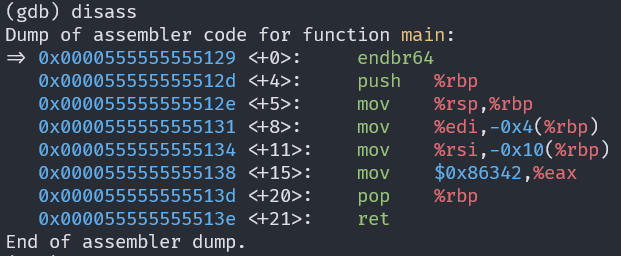 (gdb) disass
Dump of assembler code for function main:
=> 0x0000555555555129 <+0>:     endbr64
   0x000055555555512d <+4>:     push   %rbp
   0x000055555555512e <+5>:     mov    %rsp,%rbp
   0x0000555555555131 <+8>:     mov    %edi,-0x4(%rbp)
   0x0000555555555134 <+11>:    mov    %rsi,-0x10(%rbp)
   0x0000555555555138 <+15>:    mov    $0x86342,%eax
   0x000055555555513d <+20>:    pop    %rbp
   0x000055555555513e <+21>:    ret
End of assembler dump.